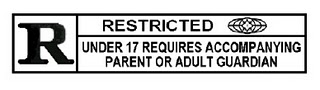 R
RESTRICTED
UNDER 17 REQUIRES ACCOMPANYING
PARENT OR ADULT GUARDIAN